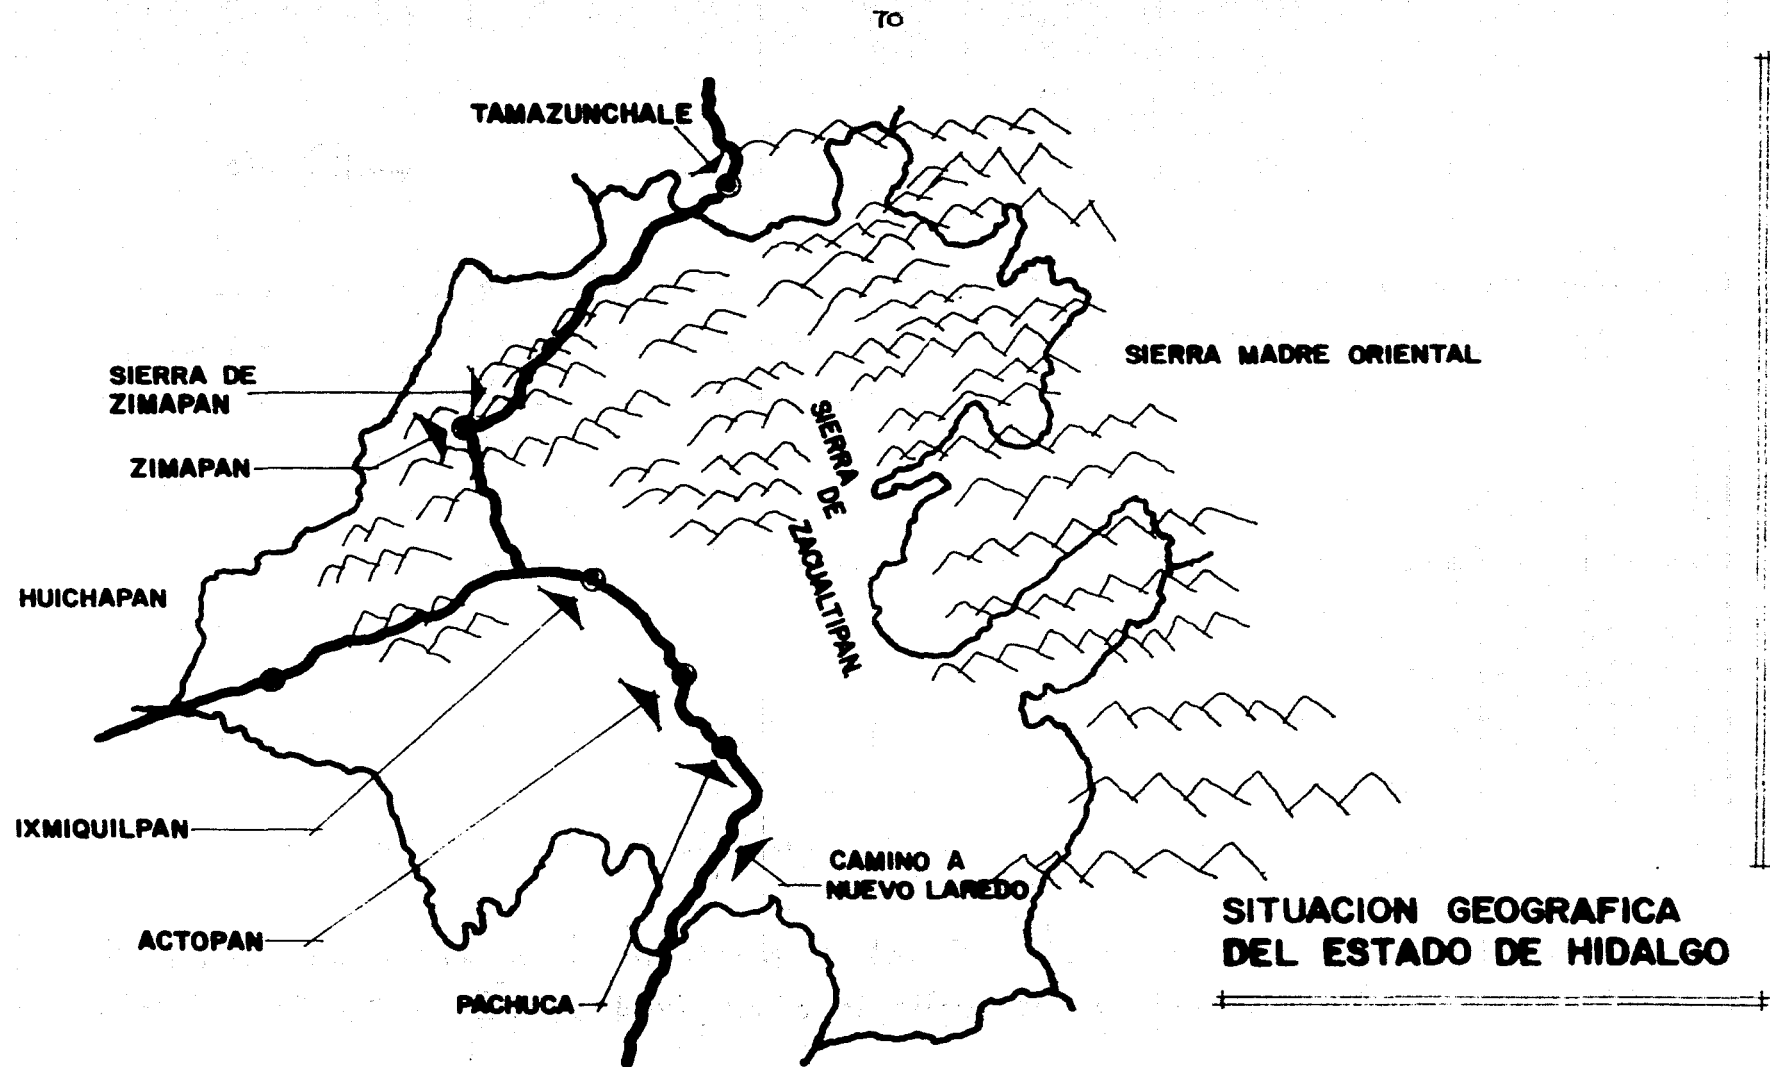 70
TAMAZUNCHALE
SIERRA MADRE ORIENTAL
SIERRA DE
ZIMAPAN
ZIMAPAN
SIERRA DE ZACUALTIPAN.
HUICHAPAN
IXMIQUILPAN
CAMINO A
NUEVO LAREDO
ACTOPAN
PACHUCA
SITUACION GEOGRAFICA
DEL ESTADO DE HIDALGO